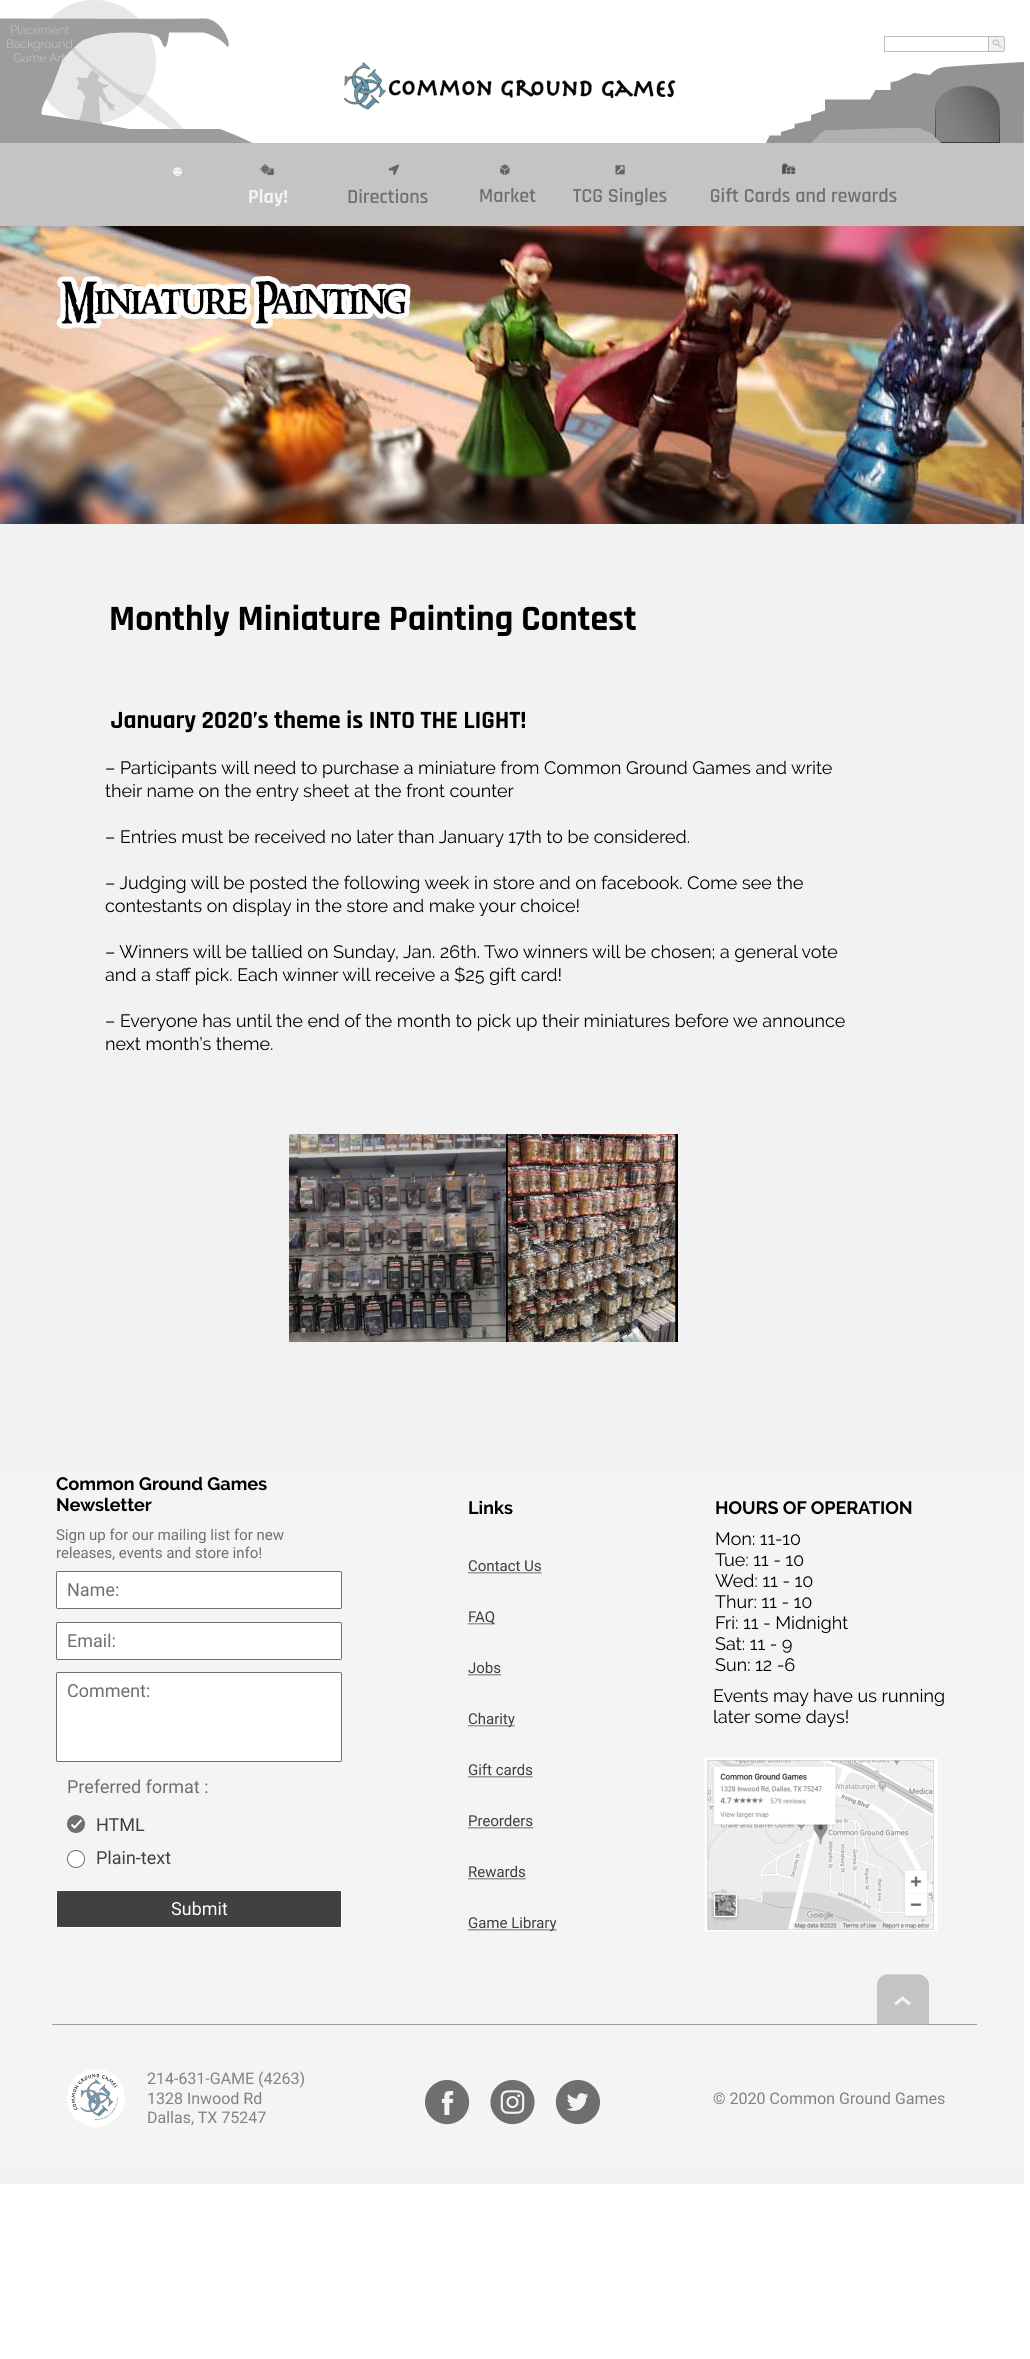 Placement
Background
Game Art
COMMON GROUND GAMES
Play!
Directions
Market
TCG Singles
Gift Cards and rewards
MINIATURE PAINTING
Monthly Miniature Painting Contest
January 2020’s theme is INTO THE LIGHT!
– Participants will need to purchase a miniature from Common Ground Games and write
their name on the entry sheet at the front counter
– Entries must be received no later than January 17th to be considered.
– Judging will be posted the following week in store and on facebook. Come see the
contestants on display in the store and make your choice!
– Winners will be tallied on Sunday, Jan. 26th. Two winners will be chosen; a general vote
and a staff pick. Each winner will receive a $25 gift card!
– Everyone has until the end of the month to pick up their miniatures before we announce
next month’s theme.
Common Ground Games
Newsletter
Sign up for our mailing list for new
releases, events and store info!
Name:
Email:
Comment:
Preferred format :
HTML
Plain-text
Submit
Links
Contact Us
FAQ
Jobs
Charity
Gift cards
Preorders
Rewards
Game Library
HOURS OF OPERATION
Mon: 11-10
Tue: 11 - 10
Wed: 11 - 10
Thur: 11 - 10
Fri: 11 - Midnight
Sat: 11 - 9
Sun: 12 -6
Events may have us running
later some days!
Common Ground Games
1328 Inwood Rd, Dallas, TX 75247
4.7 ★★★★★ 579 reviews
View larger map
Whataburger
Medica
Irving Blvd
Common Ground Games
Google
Map data ©2020 Terms of Use Report a map error
COMMON GROUND GAMES
214-631-GAME (4263)
1328 Inwood Rd
Dallas, TX 75247
© 2020 Common Ground Games